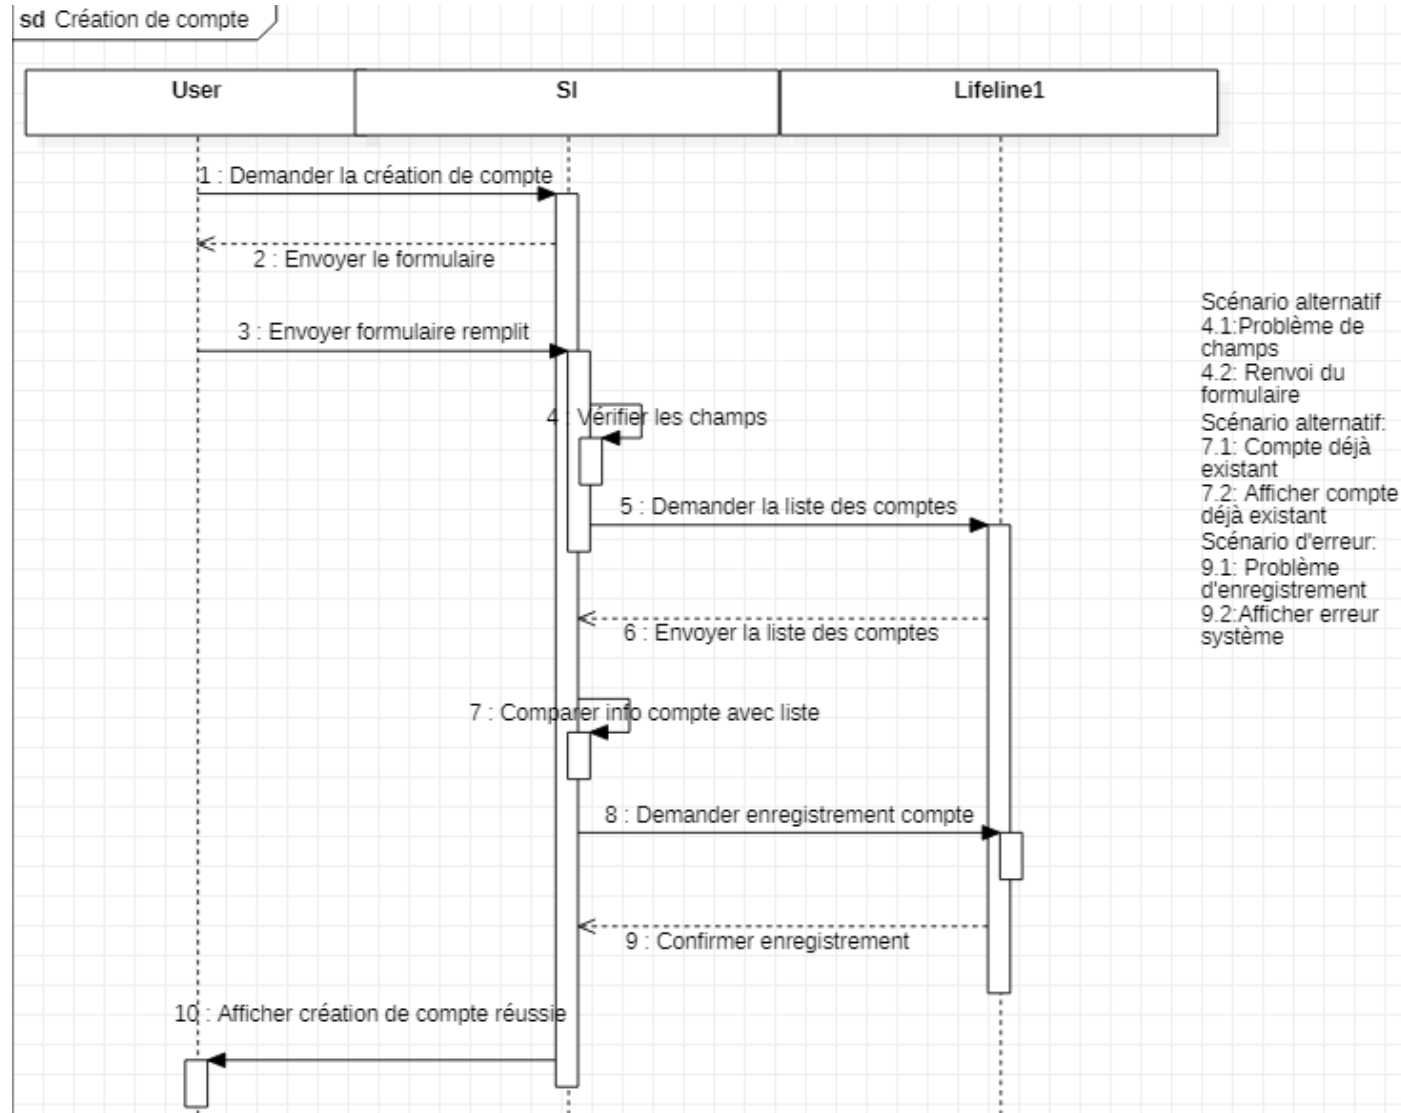 sd Création de compte
User
SI
Lifeline1
1 : Demander la création de compte
2 : Envoyer le formulaire
3 : Envoyer formulaire remplit
4 : Vérifier les champs
5 : Demander la liste des comptes
6 : Envoyer la liste des comptes
7 : Comparer info compte avec liste
8 : Demander enregistrement compte
9 : Confirmer enregistrement
10 : Afficher création de compte réussie
Scénario alternatif
4.1:Problème de
champs
4.2: Renvoi du
formulaire
Scénario alternatif:
7.1: Compte déjà
existant
7.2: Afficher compte
déjà existant
Scénario d'erreur:
9.1: Problème
d'enregistrement
9.2:Afficher erreur
système